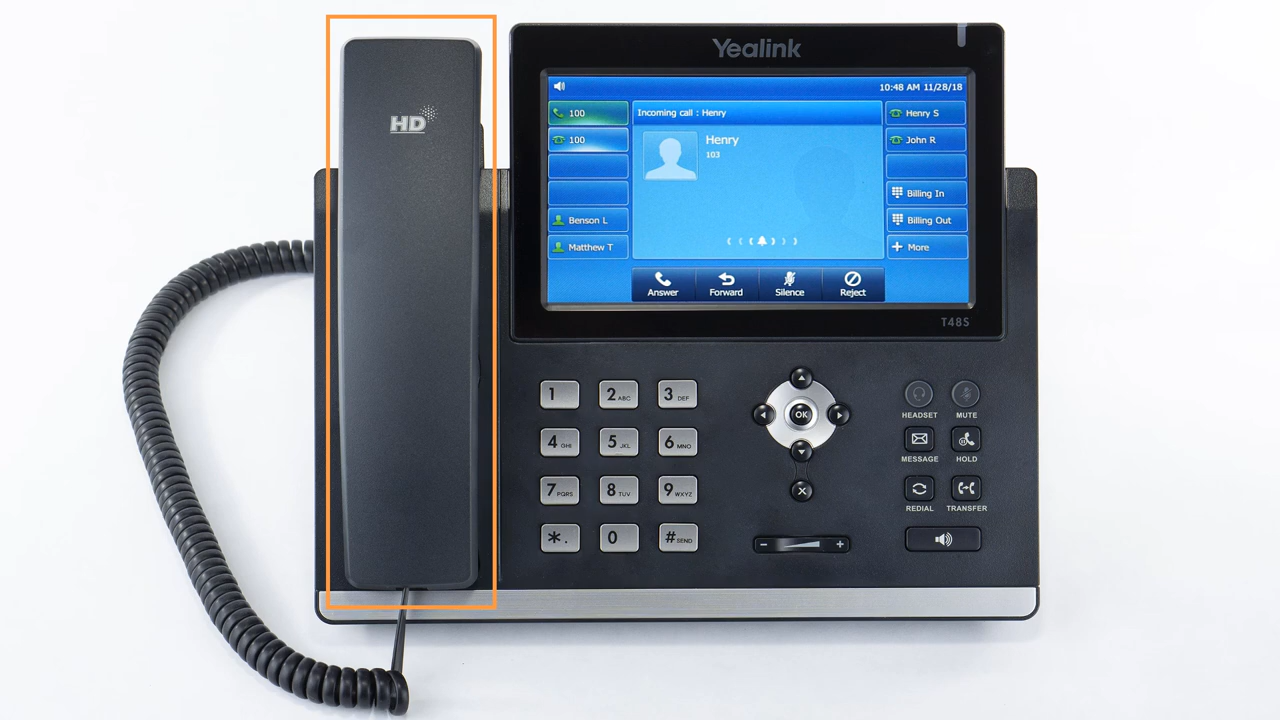 HD
Yealink
10:48 AM 11/28/18
100
Incoming call : Henry
Henry S
100
Henry
John R
103
Billing In
Benson L
Billing Out
Matthew T
More
Answer
Forward
Silence
Reject
T48S
1
2 ABC
3 DEF
OK
HEADSET
MUTE
4 GHI
5 JKL
6 MNO
MESSAGE
HOLD
7 PQRS
8 TUV
9 WXYZ
REDIAL
TRANSFER
* .
0
# SEND
- +